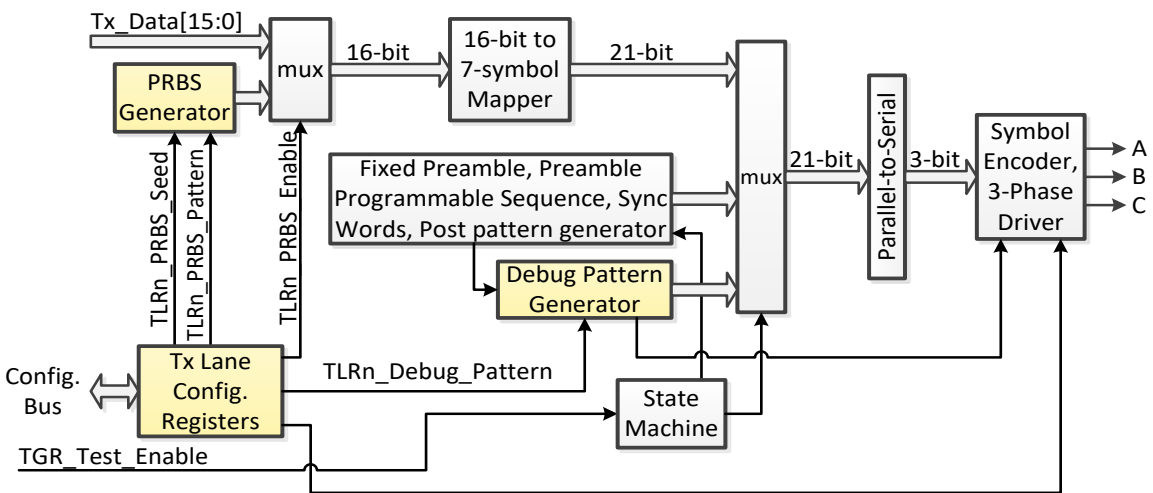 Tx_Data[15:0]
PRBS
Generator
mux
16-bit
16-bit to
7-symbol
Mapper
21-bit
mux
21-bit
Parallel-to-Serial
3-bit
Symbol
Encoder,
3-Phase
Driver
A
B
C
TLRn_PRBS_Seed
TLRn_PRBS_Pattern
TLRn_PRBS_Enable
Fixed Preamble, Preamble
Programmable Sequence, Sync
Words, Post pattern generator
Debug Pattern
Generator
Config.
Bus
Tx Lane
Config.
Registers
TLRn_Debug_Pattern
State
Machine
TGR_Test_Enable